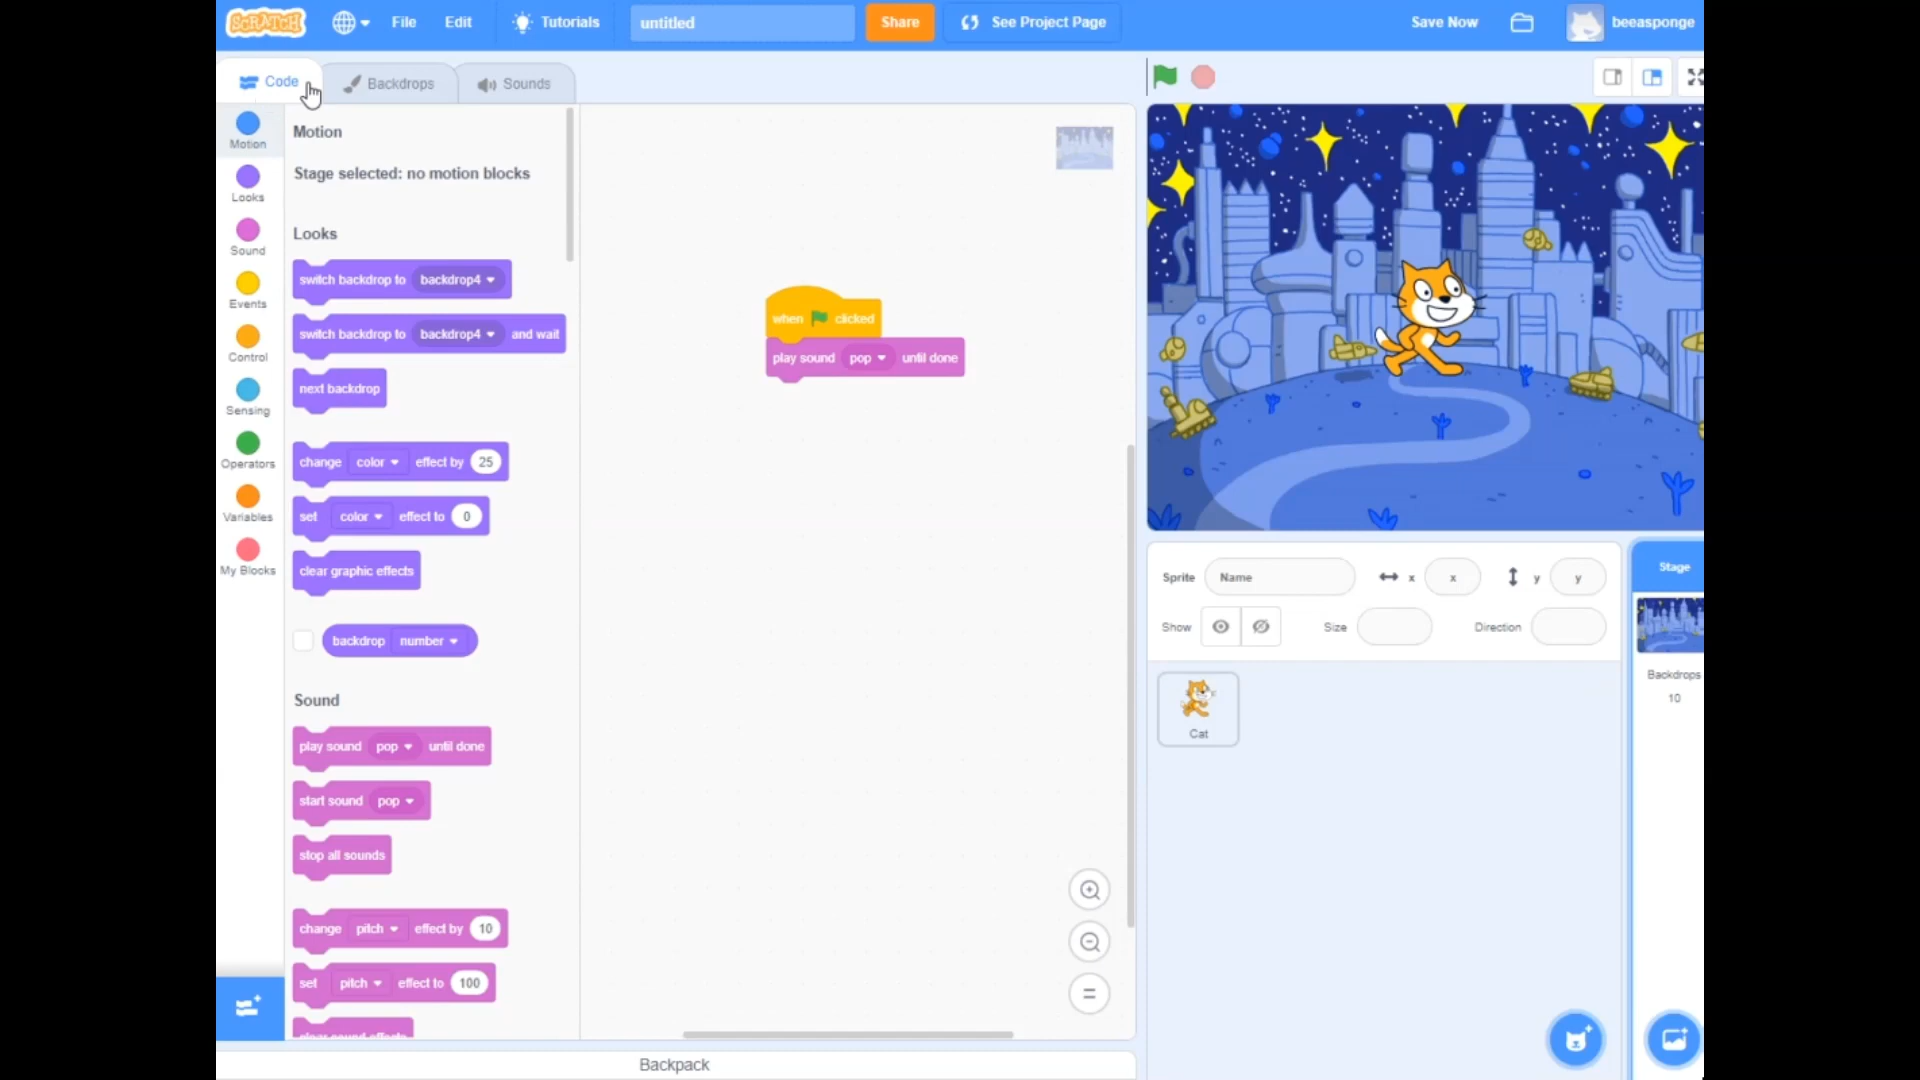 SCRATCH File Edit Tutorials untitled Share See Project Page Save Now beeasponge
Code Backdrops Sounds
Motion
Looks
Sound
Events
Control
Sensing
Operators
Variables
My Blocks
Motion
Stage selected: no motion blocks
Looks
switch backdrop to backdrop4
switch backdrop to backdrop4 and wait
next backdrop
change color effect by 25
set color effect to 0
clear graphic effects
backdrop number
Sound
play sound pop until done
start sound pop
stop all sounds
change pitch effect by 10
set pitch effect to 100
clear sound effects
when clicked
play sound pop until done
Backpack
Sprite Name x x y y
Show Size Direction
Cat
Stage
Backdrops
10